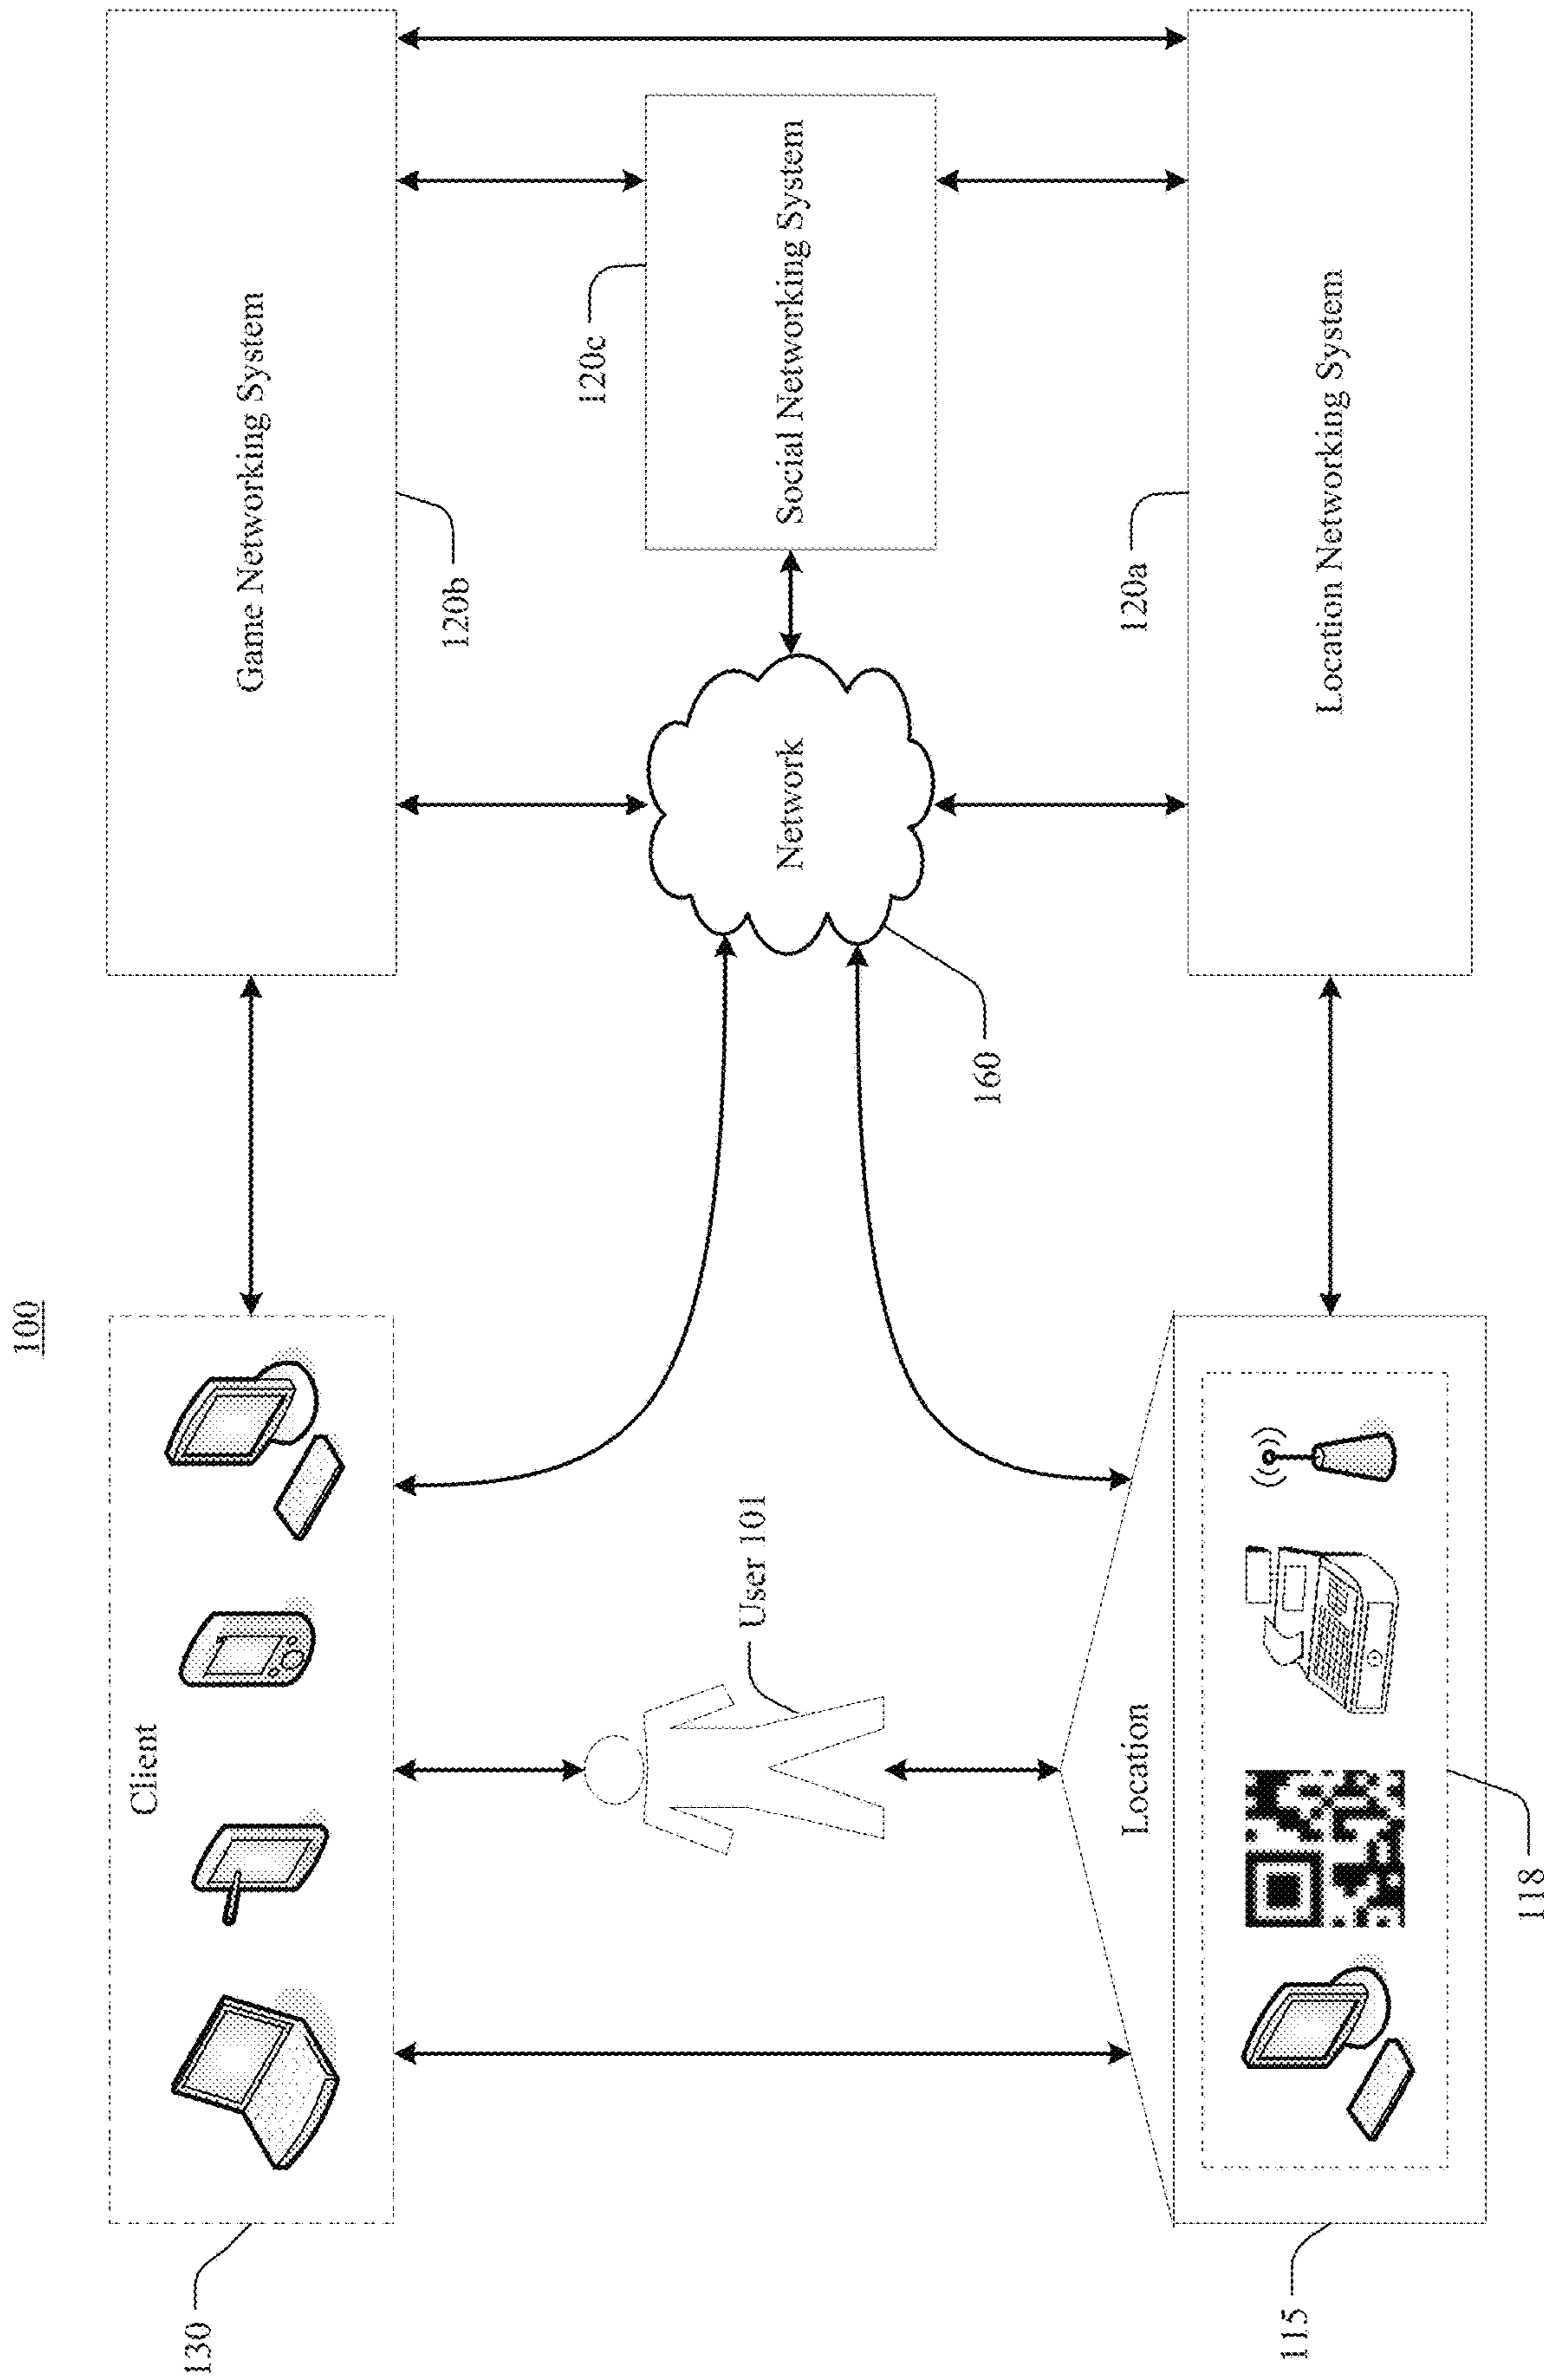 100
130
Client
Game Networking System
120b
120c
Social Networking System
User 101
Network
160
120a
Location
Location Networking System
115
118